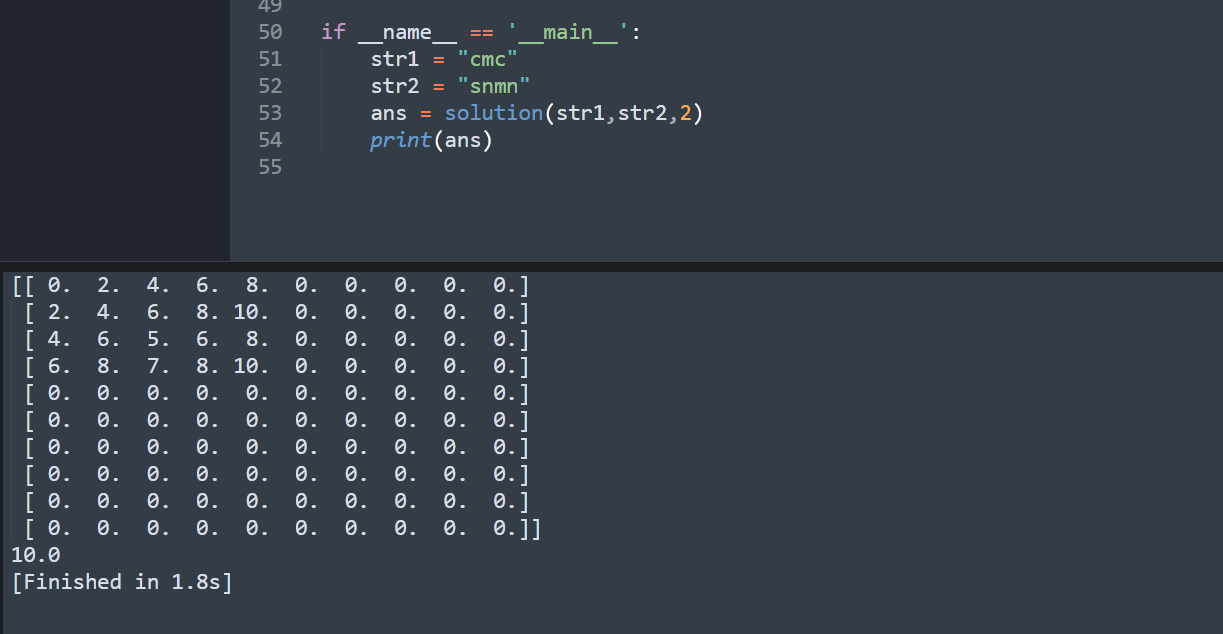 49
50 if __name__ == '__main__':
51 str1 = "cmc"
52 str2 = "snmn"
53 ans = solution(str1,str2,2)
54 print(ans)
55
[[ 0. 2. 4. 6. 8. 0. 0. 0. 0. 0.]
[ 2. 4. 6. 8. 10. 0. 0. 0. 0. 0.]
[ 4. 6. 5. 6. 8. 0. 0. 0. 0. 0.]
[ 6. 8. 7. 8. 10. 0. 0. 0. 0. 0.]
[ 0. 0. 0. 0. 0. 0. 0. 0. 0. 0.]
[ 0. 0. 0. 0. 0. 0. 0. 0. 0. 0.]
[ 0. 0. 0. 0. 0. 0. 0. 0. 0. 0.]
[ 0. 0. 0. 0. 0. 0. 0. 0. 0. 0.]
[ 0. 0. 0. 0. 0. 0. 0. 0. 0. 0.]
[ 0. 0. 0. 0. 0. 0. 0. 0. 0. 0.]]
10.0
[Finished in 1.8s]